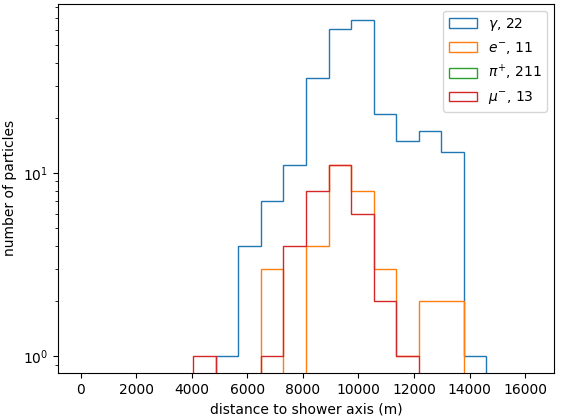 number of particles
10¹
10⁰
γ, 22
e⁻, 11
π⁺, 211
μ⁻, 13
0 2000 4000 6000 8000 10000 12000 14000 16000
distance to shower axis (m)